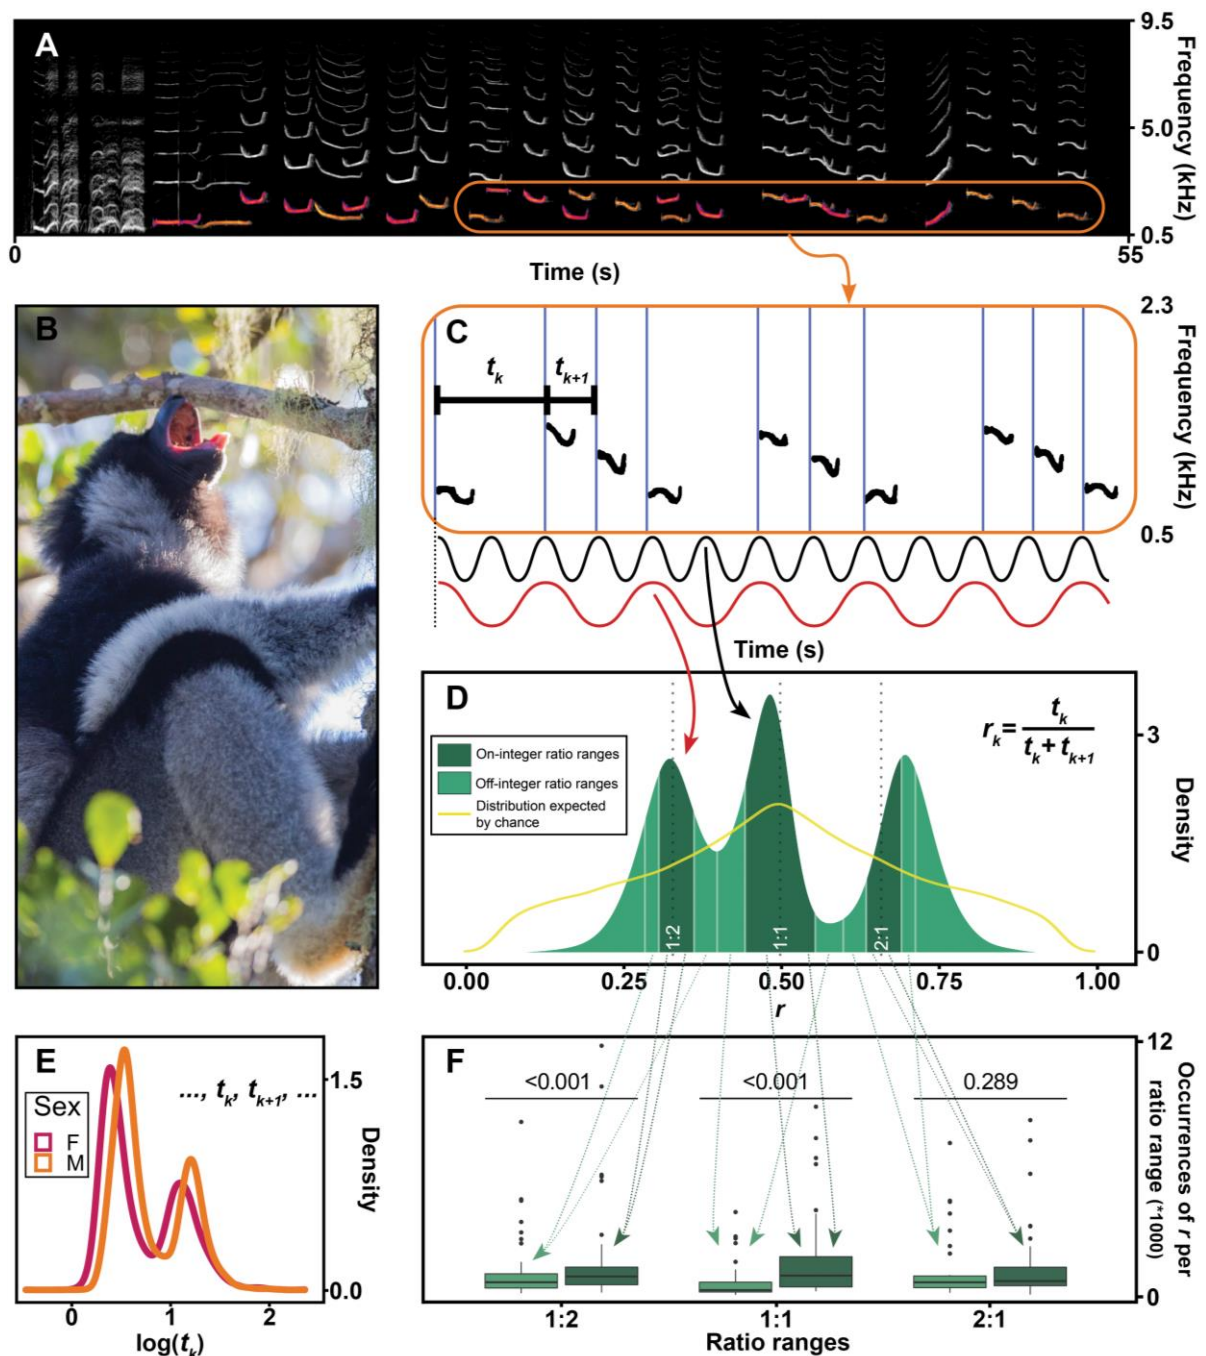 A
9.5
5.0
0.5
Frequency (kHz)
0
55
Time (s)
B
C
t_k
t_{k+1}
2.3
0.5
Frequency (kHz)
Time (s)
D
On-integer ratio ranges
Off-integer ratio ranges
Distribution expected
by chance
r_k = t_k / (t_k + t_{k+1})
1:2
1:1
2:1
3
0
Density
0.00
0.25
0.50
0.75
1.00
r
E
..., t_k, t_{k+1}, ...
Sex
F
M
1.5
0.0
Density
0
1
2
log(t_k)
F
<0.001
<0.001
0.289
12
0
Occurrences of r per
ratio range (*1000)
1:2
1:1
2:1
Ratio ranges